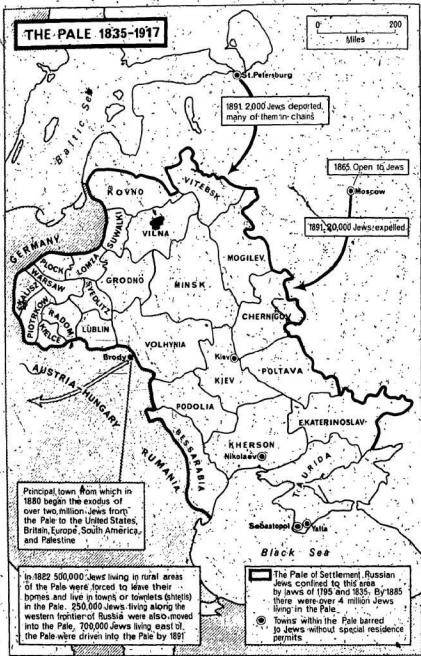 THE PALE 1835-1917
0 200
Miles
St. Petersburg
1891. 2,000 Jews deported,
many of them in chains
1865. Open to Jews
Moscow
1891. 20,000 Jews expelled
Baltic Sea
GERMANY
KOVNO
VITEBSK
SUWALKI
VILNA
MOGILEV
PLOCK
LOMZA
WARSAW
KALISZ
GRODNO
MINSK
PIOTRKOW
RADOM
KIELCE
LUBLIN
CHERNIGOV
VOLHYNIA
Brody
Kiev
KIEV
POLTAVA
AUSTRIA-HUNGARY
PODOLIA
EKATERINOSLAV
BESSARABIA
KHERSON
Nikolaev
TAURIDA
RUMANIA
Sebastopol
Yalta
Black Sea
Principal town from which in
1880 began the exodus of
over two million Jews from
the Pale to the United States,
Britain, Europe, South America,
and Palestine
In 1882 500,000 Jews living in rural areas
of the Pale were forced to leave their
homes and live in towns or townlets (shtetls)
in the Pale. 250,000 Jews living along the
western frontier of Russia were also moved
into the Pale. 700,000 Jews living east of
the Pale were driven into the Pale by 1891
The Pale of Settlement. Russian
Jews confined to this area
by laws of 1795 and 1835. By 1885
there were over 4 million Jews
living in the Pale
Towns within the Pale barred
to Jews without special residence
permits